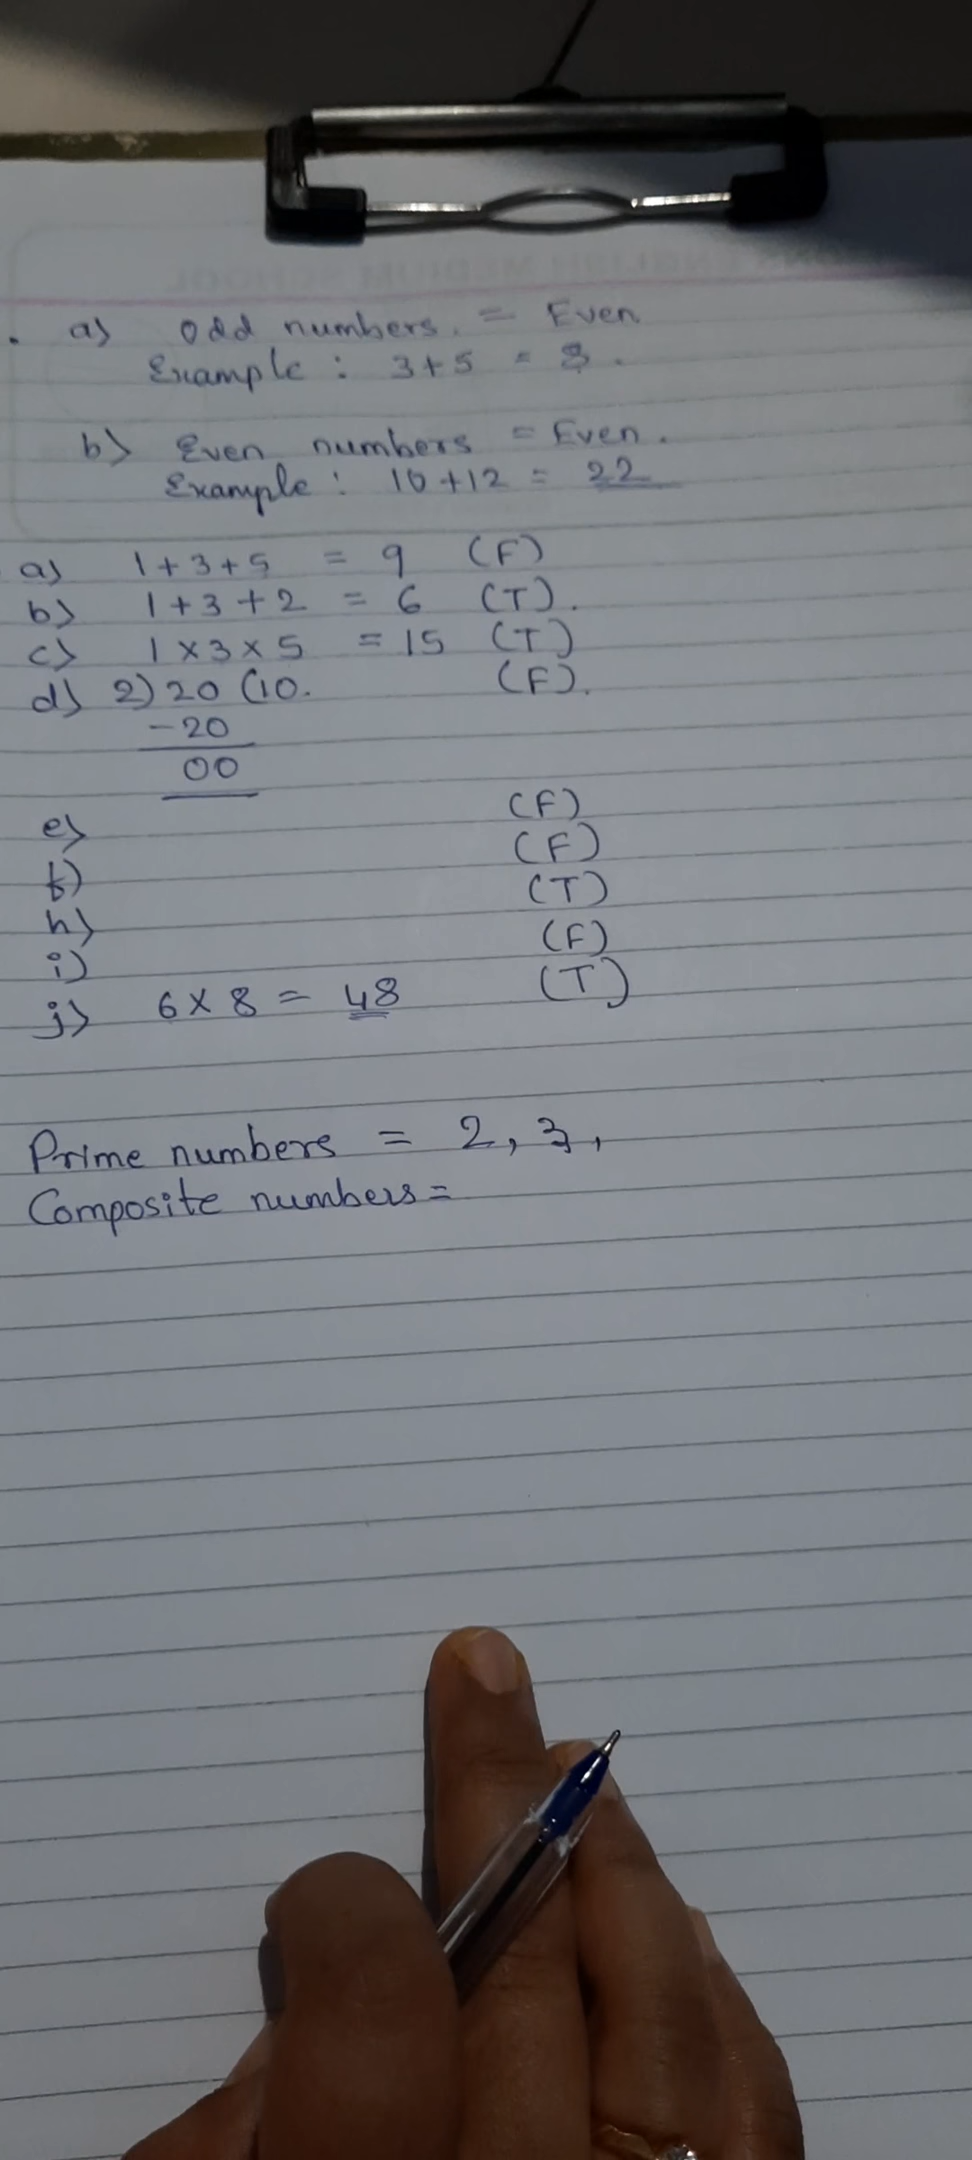 a) Odd numbers. = Even
Example : 3+5 = 8.
b) Even numbers = Even.
Example : 10+12 = 22
a) 1+3+5 = 9 (F)
b) 1+3+2 = 6 (T).
c) 1×3×5 = 15 (T)
d) 2)20(10. (F).
-20
00
e) (F)
f) (F)
h) (T)
i) (F)
j) 6×8 = 48 (T)
Prime numbers = 2, 3,
Composite numbers =